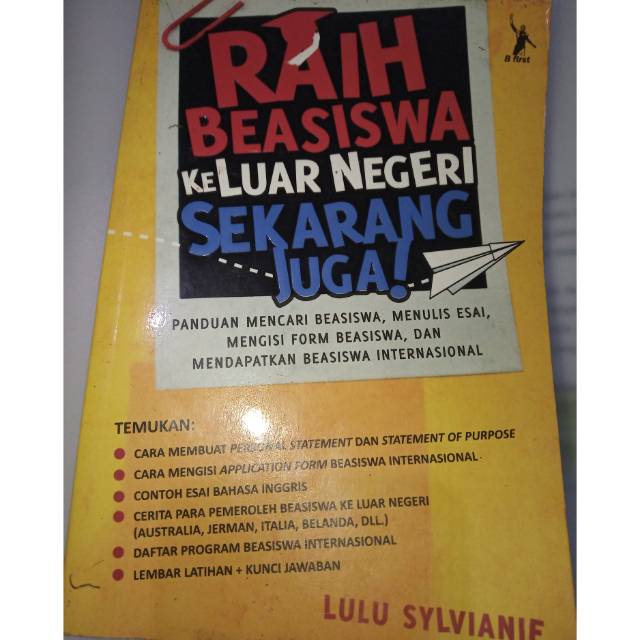 RAIH
BEASISWA
KE LUAR NEGERI
SEKARANG
JUGA!
B first
PANDUAN MENCARI BEASISWA, MENULIS ESAI,
MENGISI FORM BEASISWA, DAN
MENDAPATKAN BEASISWA INTERNASIONAL
TEMUKAN:
CARA MEMBUAT PERSONAL STATEMENT DAN STATEMENT OF PURPOSE
CARA MENGISI APPLICATION FORM BEASISWA INTERNASIONAL
CONTOH ESAI BAHASA INGGRIS
CERITA PARA PEMEROLEH BEASISWA KE LUAR NEGERI
(AUSTRALIA, JERMAN, ITALIA, BELANDA, DLL.)
DAFTAR PROGRAM BEASISWA INTERNASIONAL
LEMBAR LATIHAN + KUNCI JAWABAN
LULU SYLVIANIE